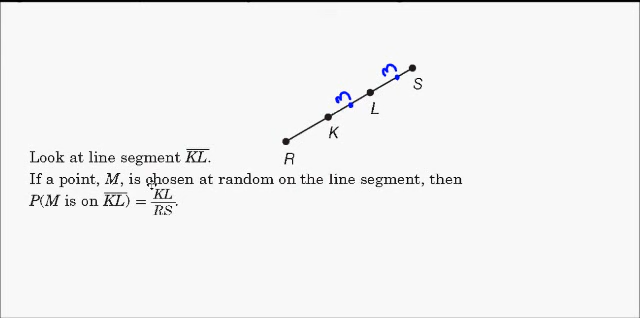 S
L
K
R
Look at line segment KL.
If a point, M, is chosen at random on the line segment, then
P(M is on KL) = KL/RS.